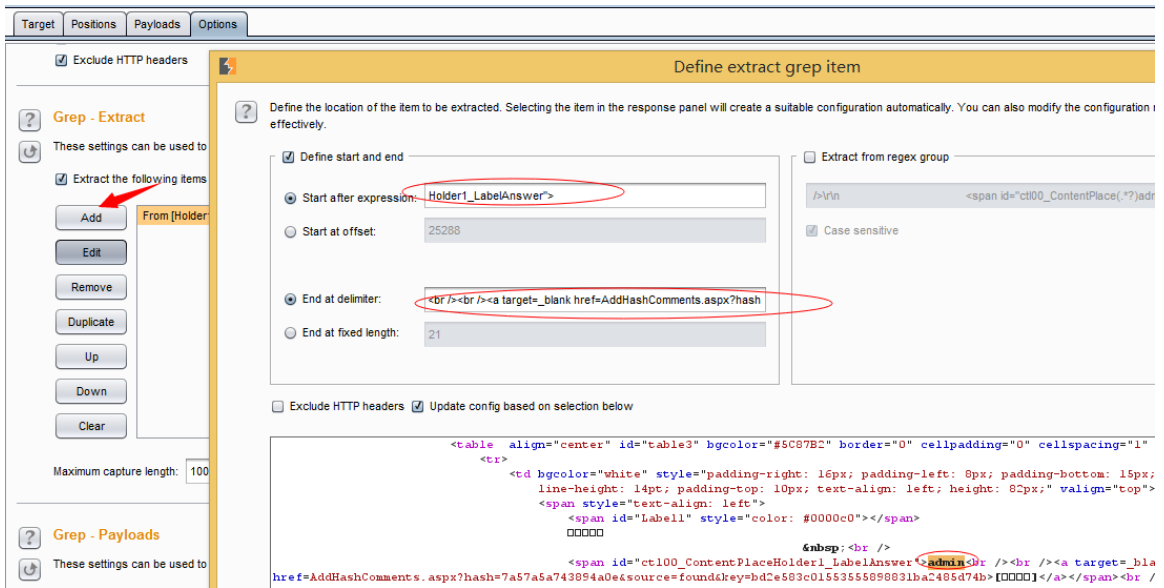 Target Positions Payloads Options
Exclude HTTP headers
Define extract grep item
Define the location of the item to be extracted. Selecting the item in the response panel will create a suitable configuration automatically. You can also modify the configuration
effectively.
Grep - Extract
These settings can be used to
Extract the following items
Add
Edit
Remove
Duplicate
Up
Down
Clear
From [Holder
Maximum capture length: 100
Grep - Payloads
These settings can be used to
Define start and end
Start after expression: Holder1_LabelAnswer">
Start at offset: 25288
End at delimiter: <br /><br /><a target=_blank href=AddHashComments.aspx?hash
End at fixed length: 21
Extract from regex group
/>\r\n <span id="ctl00_ContentPlace(.*?)adm
Case sensitive
Exclude HTTP headers Update config based on selection below
<table align="center" id="table3" bgcolor="#5C87B2" border="0" cellpadding="0" cellspacing="1"
<tr>
<td bgcolor="white" style="padding-right: 16px; padding-left: 8px; padding-bottom: 15px;
line-height: 14pt; padding-top: 10px; text-align: left; height: 82px;" valign="top">
<span style="text-align: left">
<span id="Label1" style="color: #0000c0"></span>
□□□□□
&nbsp;<br />
<span id="ctl00_ContentPlaceHolder1_LabelAnswer">admin<br /><br /><a target=_bla
href=AddHashComments.aspx?hash=7a57a5a743894a0e&source=found&key=bd2e583c01553555898831ba2485d74b>[□□□□]</a></span><br /